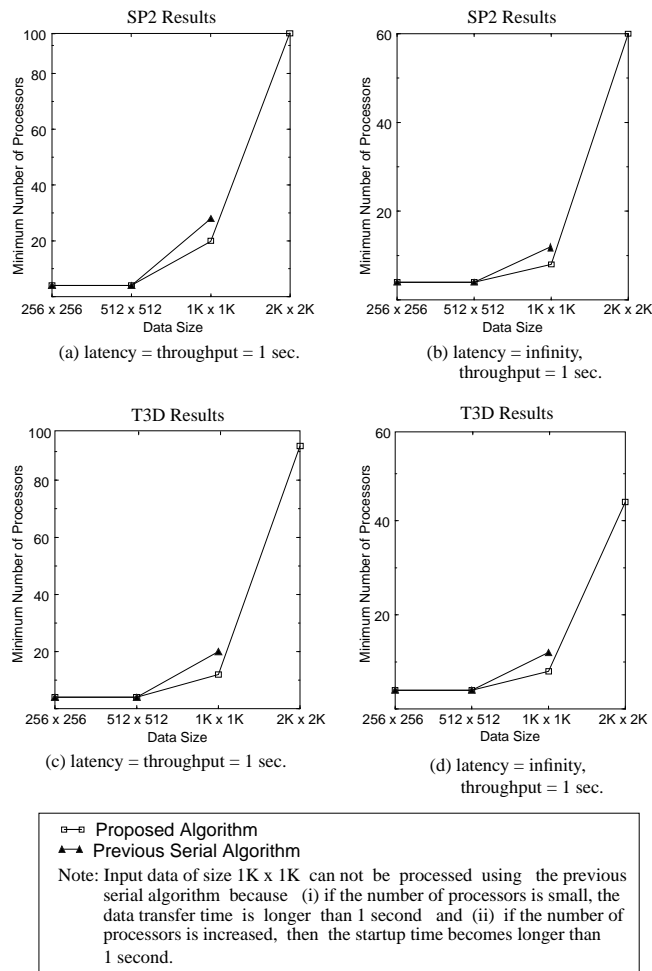 SP2 Results
Minimum Number of Processors
100
80
60
40
20
256 x 256 512 x 512 1K x 1K 2K x 2K
Data Size
(a) latency = throughput = 1 sec.
SP2 Results
Minimum Number of Processors
60
40
20
256 x 256 512 x 512 1K x 1K 2K x 2K
Data Size
(b) latency = infinity,
throughput = 1 sec.
T3D Results
Minimum Number of Processors
100
80
60
40
20
256 x 256 512 x 512 1K x 1K 2K x 2K
Data Size
(c) latency = throughput = 1 sec.
T3D Results
Minimum Number of Processors
60
40
20
256 x 256 512 x 512 1K x 1K 2K x 2K
Data Size
(d) latency = infinity,
throughput = 1 sec.
Proposed Algorithm
Previous Serial Algorithm
Note: Input data of size 1K x 1K can not be processed using the previous
serial algorithm because (i) if the number of processors is small, the
data transfer time is longer than 1 second and (ii) if the number of
processors is increased, then the startup time becomes longer than
1 second.